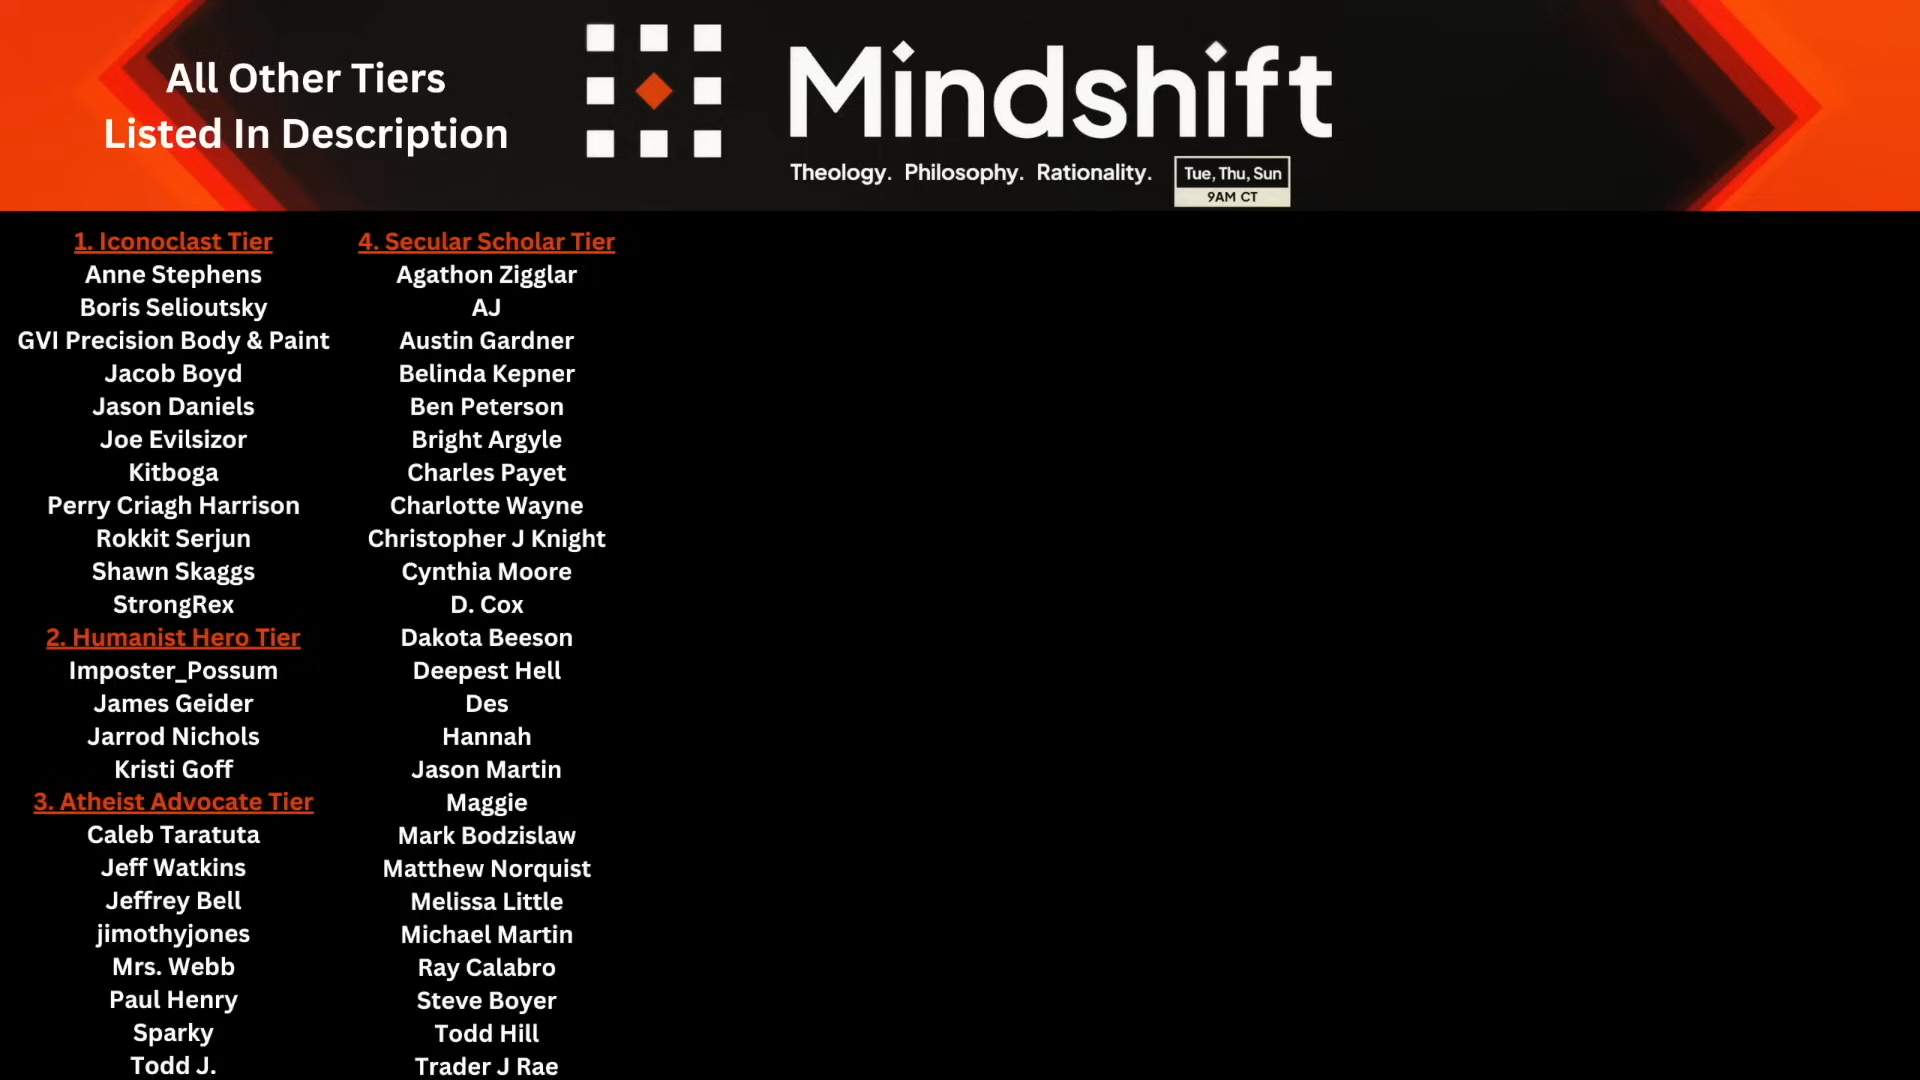 All Other Tiers
Listed In Description
Mindshift
Theology. Philosophy. Rationality.
Tue, Thu, Sun
9AM CT
1. Iconoclast Tier
Anne Stephens
Boris Selioutsky
GVI Precision Body & Paint
Jacob Boyd
Jason Daniels
Joe Evilsizor
Kitboga
Perry Criagh Harrison
Rokkit Serjun
Shawn Skaggs
StrongRex
2. Humanist Hero Tier
Imposter_Possum
James Geider
Jarrod Nichols
Kristi Goff
3. Atheist Advocate Tier
Caleb Taratuta
Jeff Watkins
Jeffrey Bell
jimothyjones
Mrs. Webb
Paul Henry
Sparky
Todd J.
4. Secular Scholar Tier
Agathon Zigglar
AJ
Austin Gardner
Belinda Kepner
Ben Peterson
Bright Argyle
Charles Payet
Charlotte Wayne
Christopher J Knight
Cynthia Moore
D. Cox
Dakota Beeson
Deepest Hell
Des
Hannah
Jason Martin
Maggie
Mark Bodzislaw
Matthew Norquist
Melissa Little
Michael Martin
Ray Calabro
Steve Boyer
Todd Hill
Trader J Rae